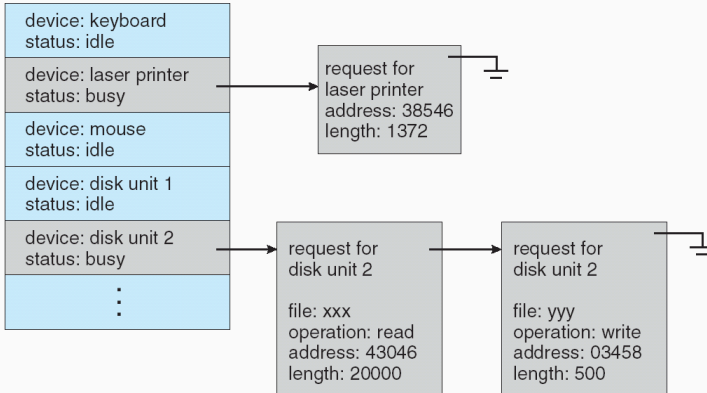 device: keyboard
status: idle
device: laser printer
status: busy
device: mouse
status: idle
device: disk unit 1
status: idle
device: disk unit 2
status: busy
request for
laser printer
address: 38546
length: 1372
request for
disk unit 2
file: xxx
operation: read
address: 43046
length: 20000
request for
disk unit 2
file: yyy
operation: write
address: 03458
length: 500